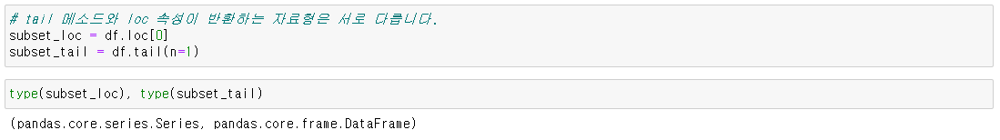 # tail 메소드와 loc 속성이 반환하는 자료형은 서로 다릅니다.
subset_loc = df.loc[0]
subset_tail = df.tail(n=1)
type(subset_loc), type(subset_tail)
(pandas.core.series.Series, pandas.core.frame.DataFrame)